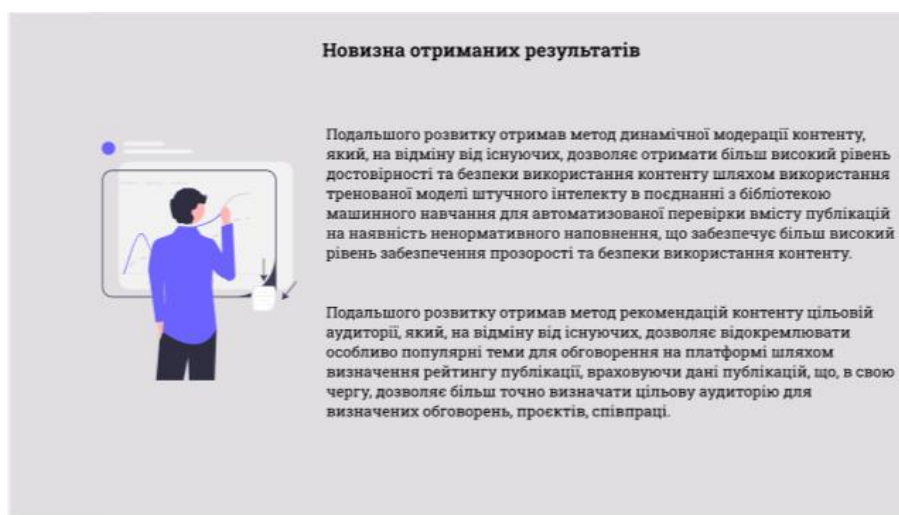 Новизна отриманих результатів
Подальшого розвитку отримав метод динамічної модерації контенту,
який, на відміну від існуючих, дозволяє отримати більш високий рівень
достовірності та безпеки використання контенту шляхом використання
тренованої моделі штучного інтелекту в поєднанні з бібліотекою
машинного навчання для автоматизованої перевірки вмісту публікацій
на наявність ненормативного наповнення, що забезпечує більш високий
рівень забезпечення прозорості та безпеки використання контенту.
Подальшого розвитку отримав метод рекомендацій контенту цільовій
аудиторії, який, на відміну від існуючих, дозволяє відокремлювати
особливо популярні теми для обговорення на платформі шляхом
визначення рейтингу публікації, враховуючи дані публікацій, що, в свою
чергу, дозволяє більш точно визначати цільову аудиторію для
визначених обговорень, проєктів, співпраці.